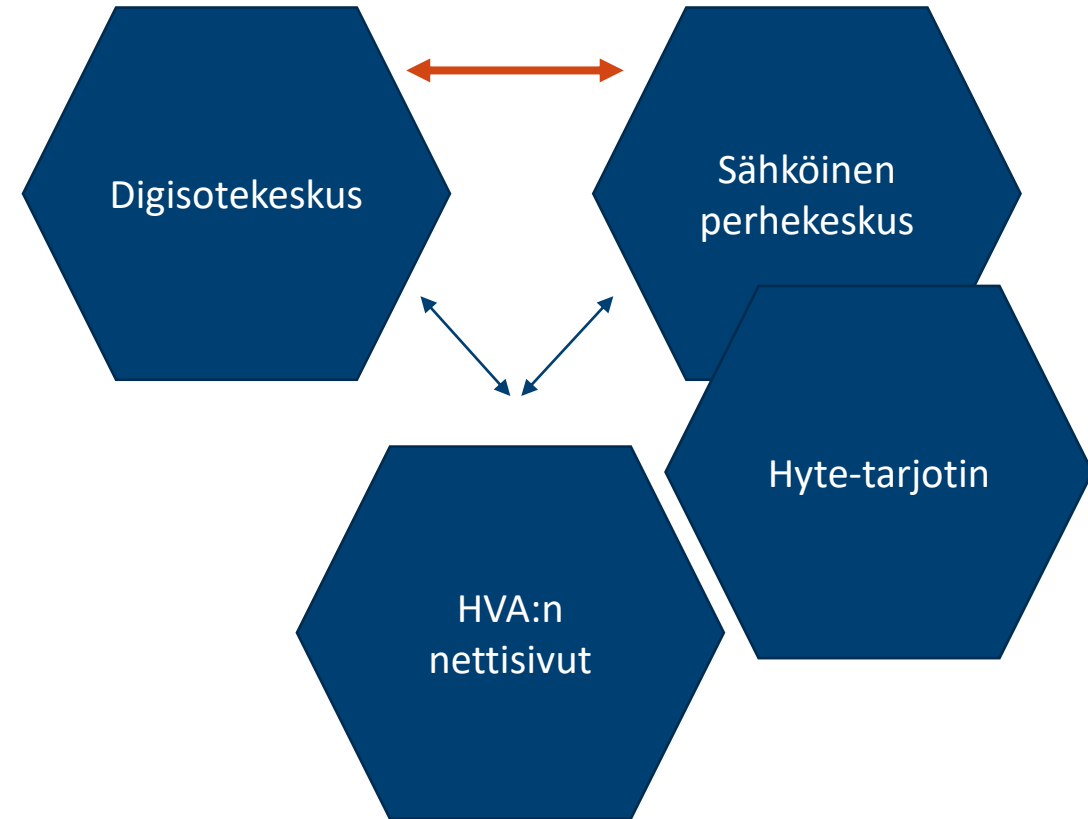 Digisotekeskus
Sähköinen
perhekeskus
Hyte-tarjotin
HVA:n
nettisivut